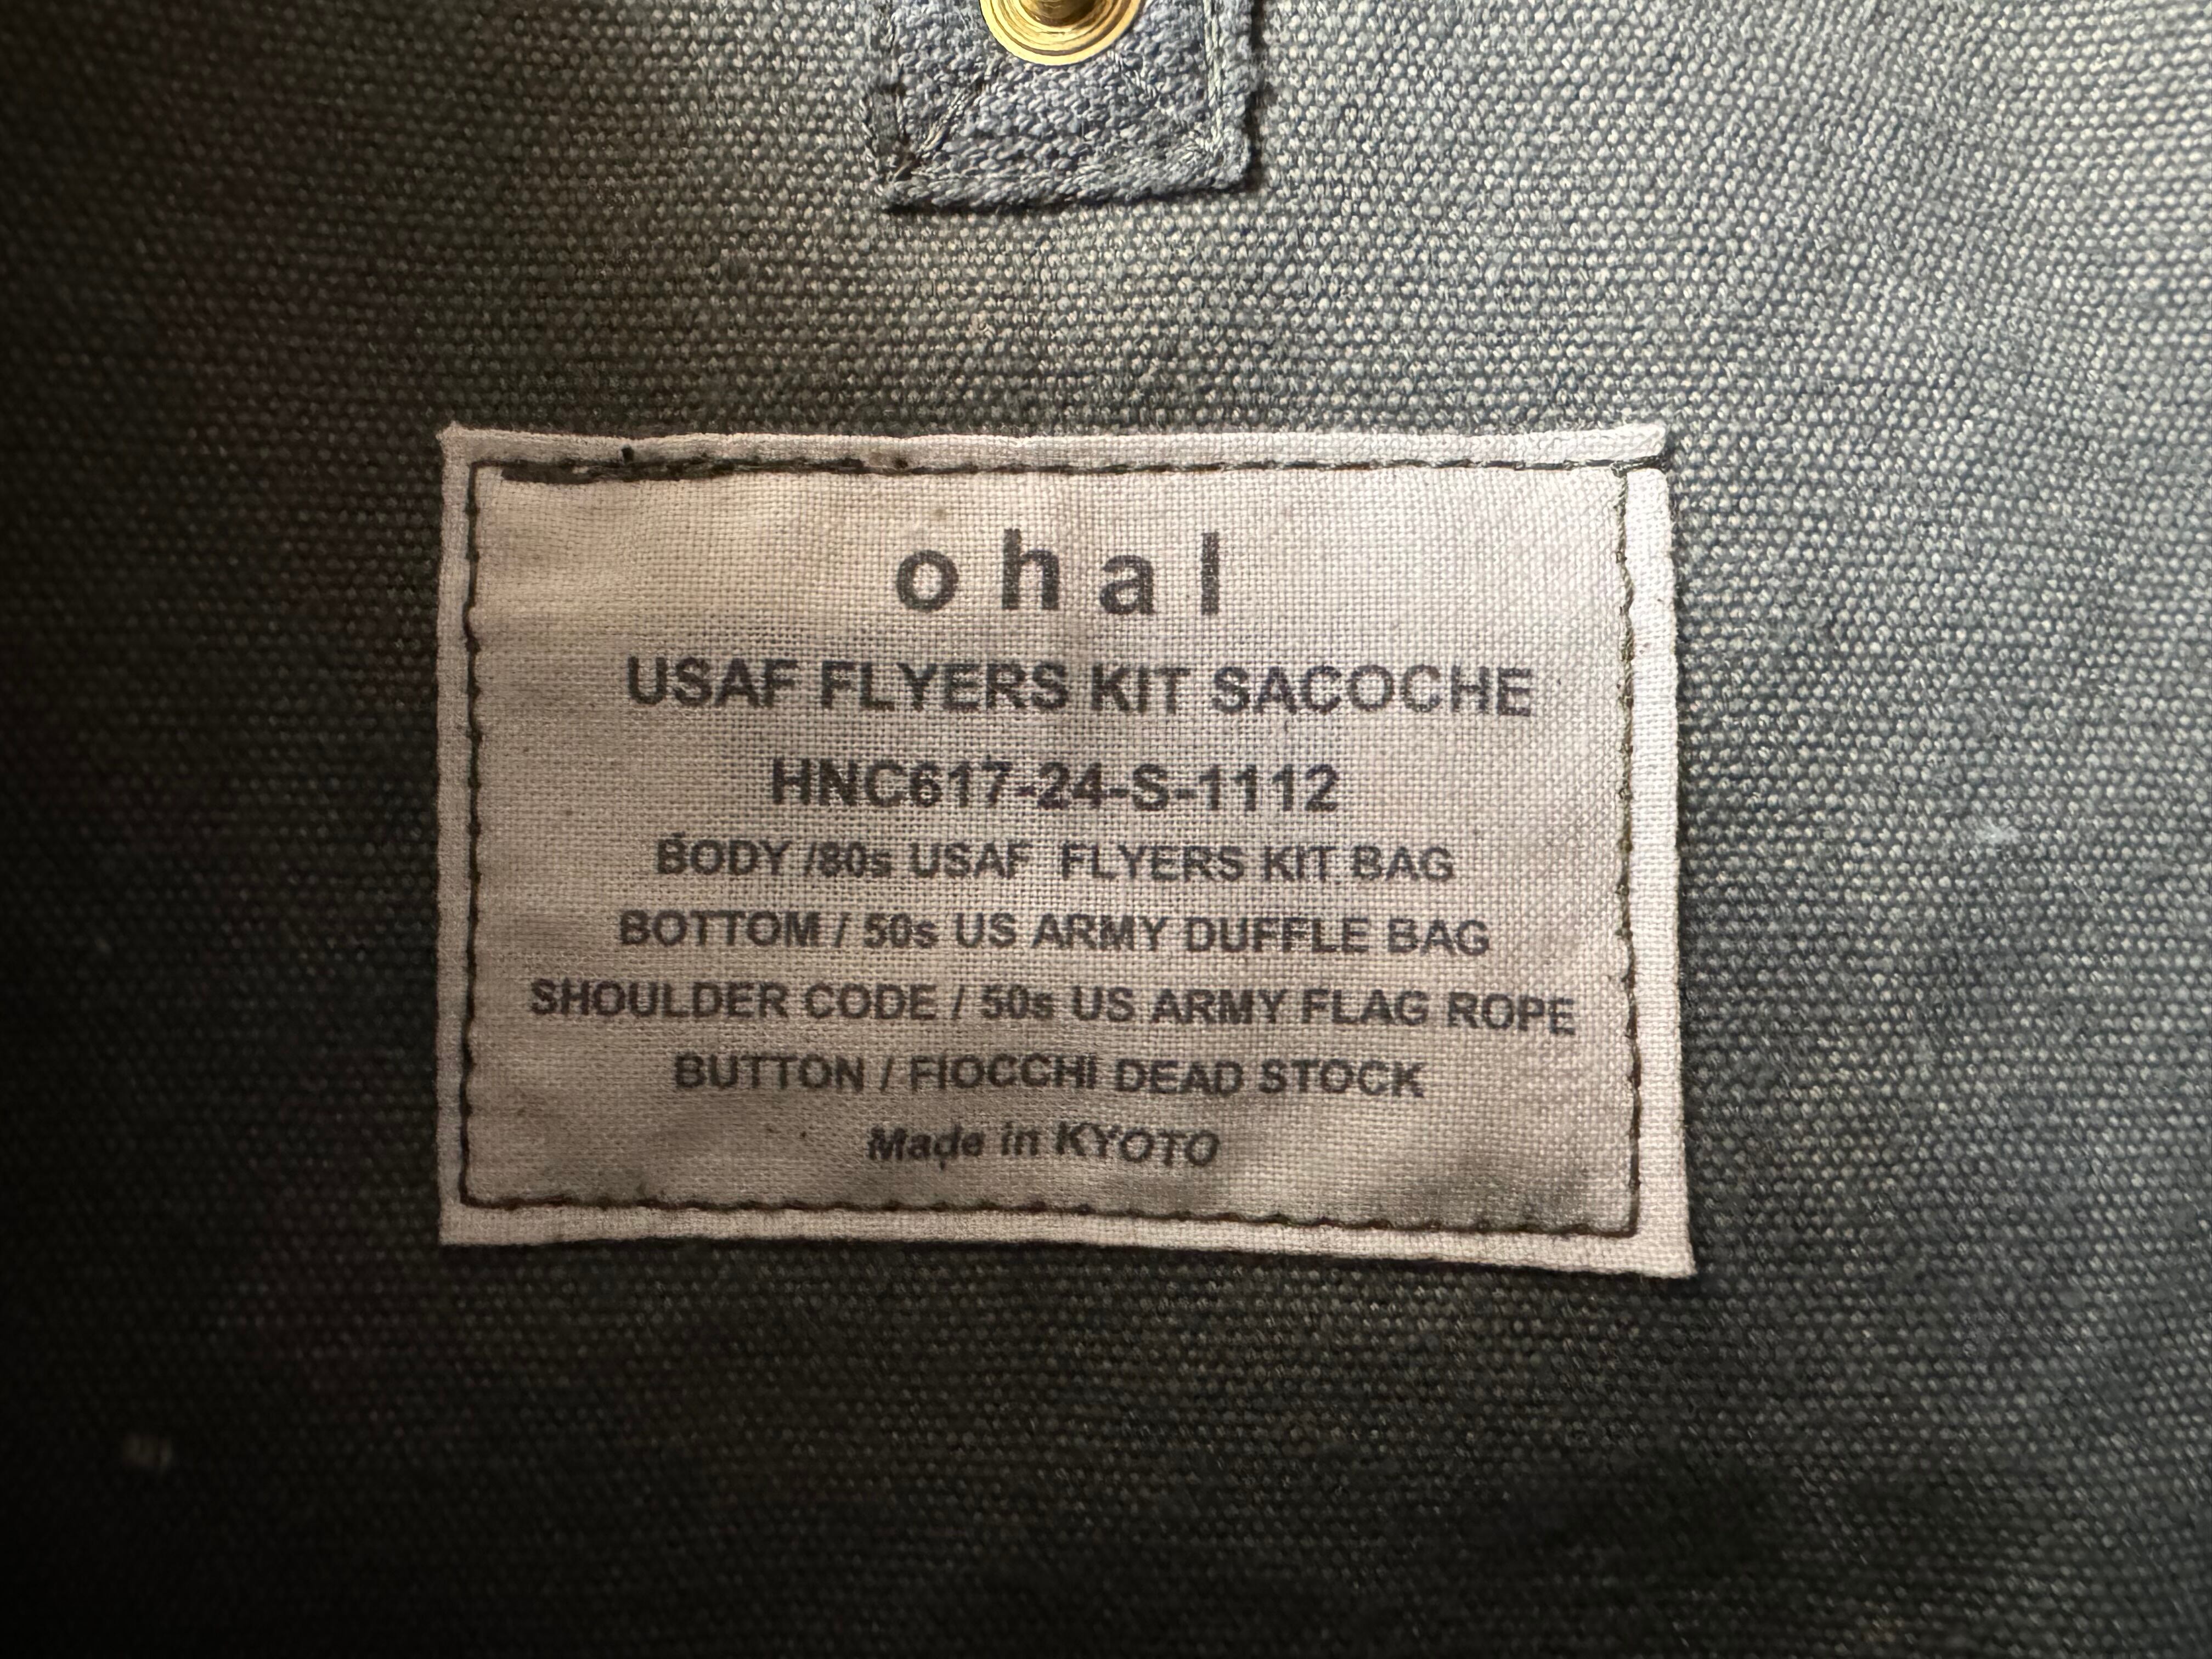 ohal
USAF FLYERS KIT SACOCHE
HNC617-24-S-1112
BODY /80s USAF FLYERS KIT BAG
BOTTOM / 50s US ARMY DUFFLE BAG
SHOULDER CODE / 50s US ARMY FLAG ROPE
BUTTON / FIOCCHI DEAD STOCK
Made in KYOTO